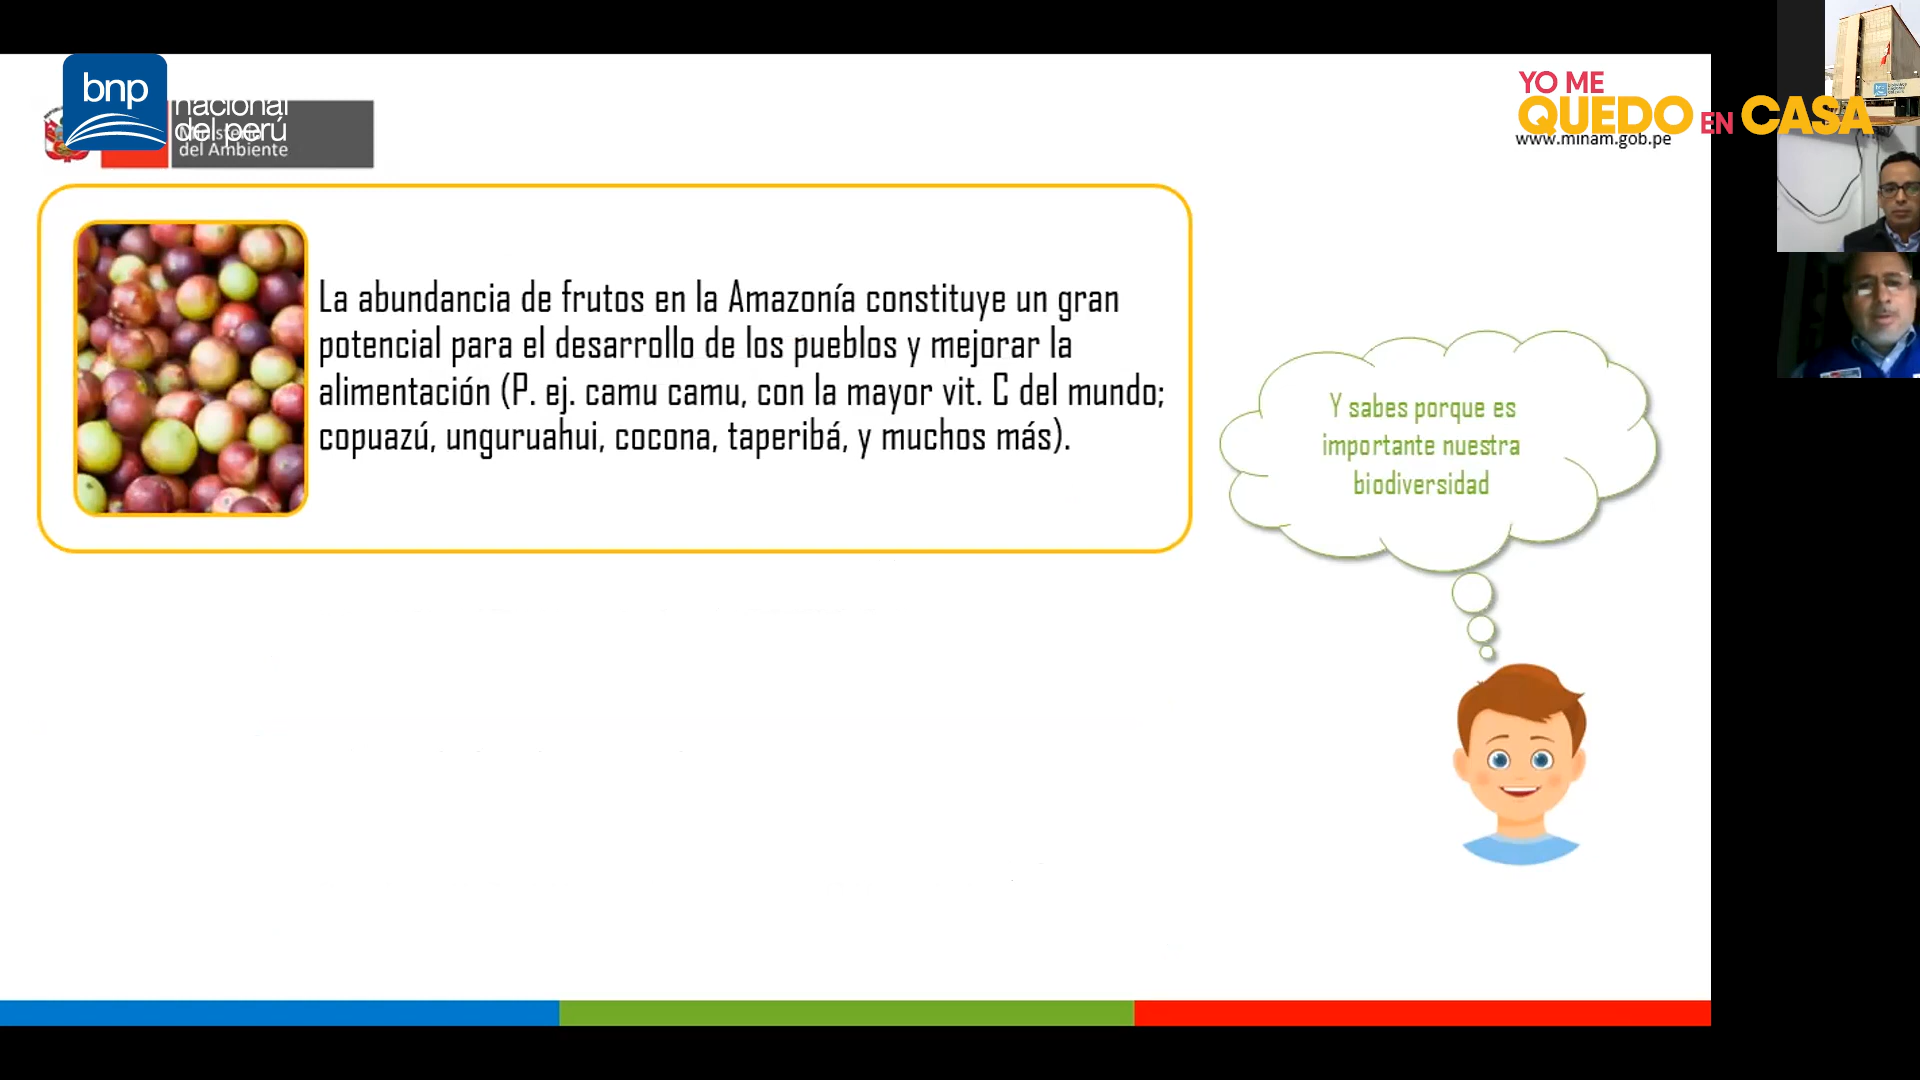 bnp
nacional
del perú
Ministerio
del Ambiente
YO ME
QUEDO EN CASA
www.minam.gob.pe
La abundancia de frutos en la Amazonía constituye un gran
potencial para el desarrollo de los pueblos y mejorar la
alimentación (P. ej. camu camu, con la mayor vit. C del mundo;
copuazú, unguruahui, cocona, taperibá, y muchos más).
Y sabes porque es
importante nuestra
biodiversidad